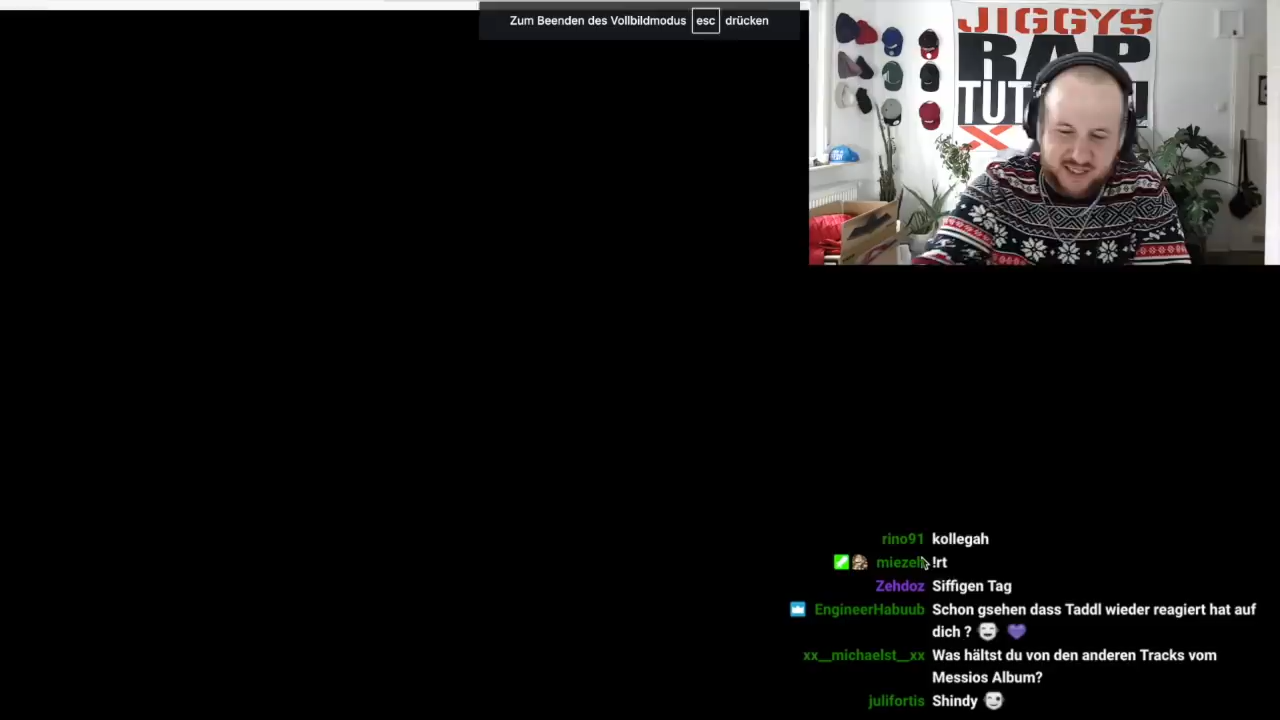 Zum Beenden des Vollbildmodus esc drücken
JIGGYS
RAP
TUT
rino91 kollegah
!rt
Zehdoz Siffigen Tag
EngineerHabuub Schon gsehen dass Taddl wieder reagiert hat auf
dich ?
xx__michaelst__xx Was hältst du von den anderen Tracks vom
Messios Album?
julifortis Shindy